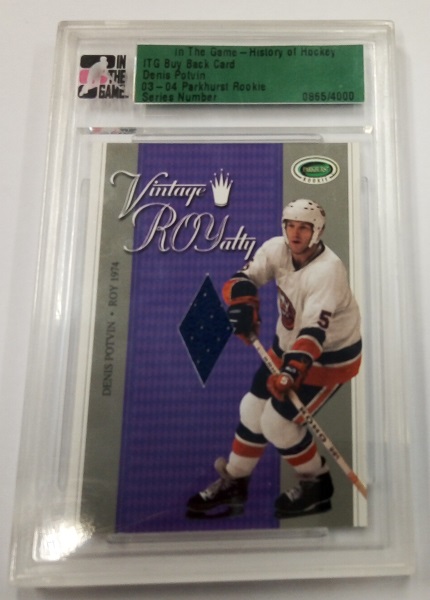 IN THE GAME
In The Game - History of Hockey
ITG Buy Back Card
Denis Potvin
03-04 Parkhurst Rookie
Series Number 0865/4000
Vintage
ROYalty
ROOKIE
DENIS POTVIN • ROY 1974
5
5